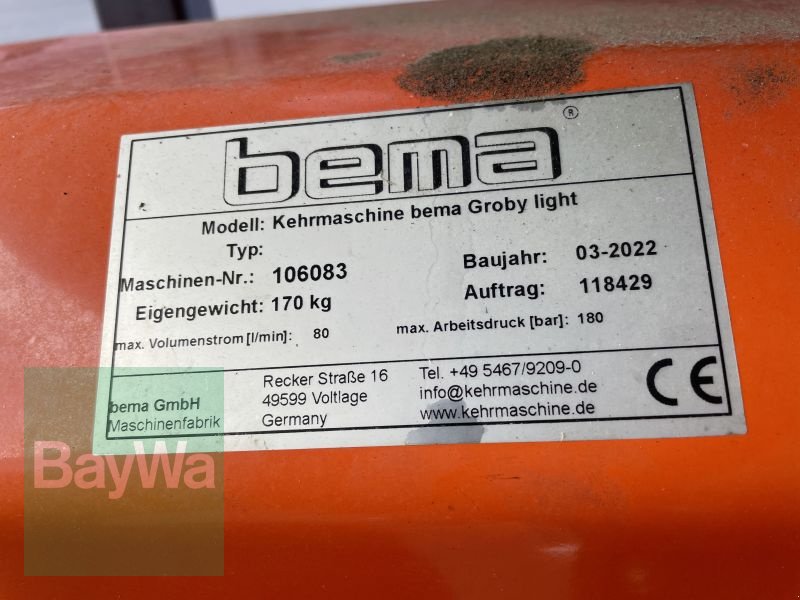 bema ®
Modell: Kehrmaschine bema Groby light
Typ:
Maschinen-Nr.: 106083
Baujahr: 03-2022
Eigengewicht: 170 kg
Auftrag: 118429
max. Volumenstrom [l/min]: 80
max. Arbeitsdruck [bar]: 180
bema GmbH
Maschinenfabrik
Recker Straße 16
49599 Voltlage
Germany
Tel. +49 5467/9209-0
info@kehrmaschine.de
www.kehrmaschine.de
CE
BayWa